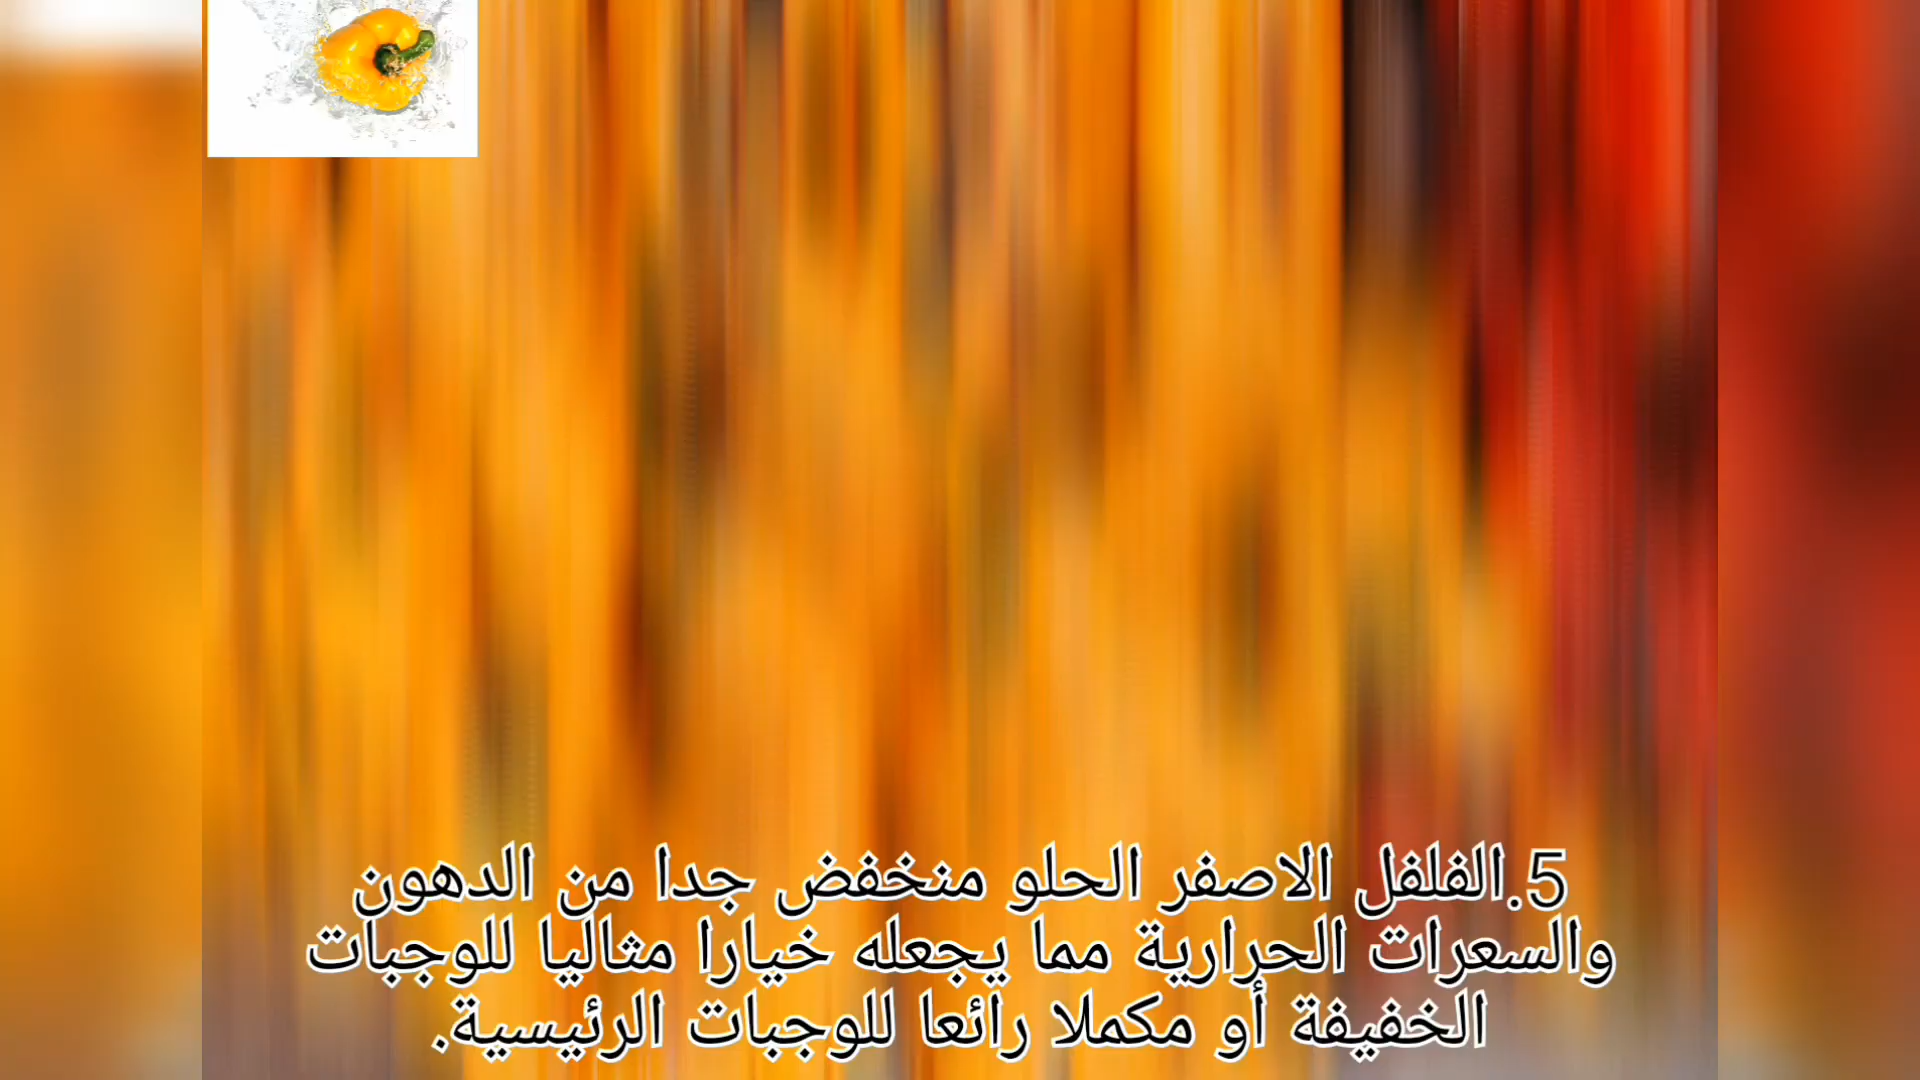 5.الفلفل الاصفر الحلو منخفض جدا من الدهون
والسعرات الحرارية مما يجعله خيارا مثاليا للوجبات
الخفيفة أو مكملا رائعا للوجبات الرئيسية.